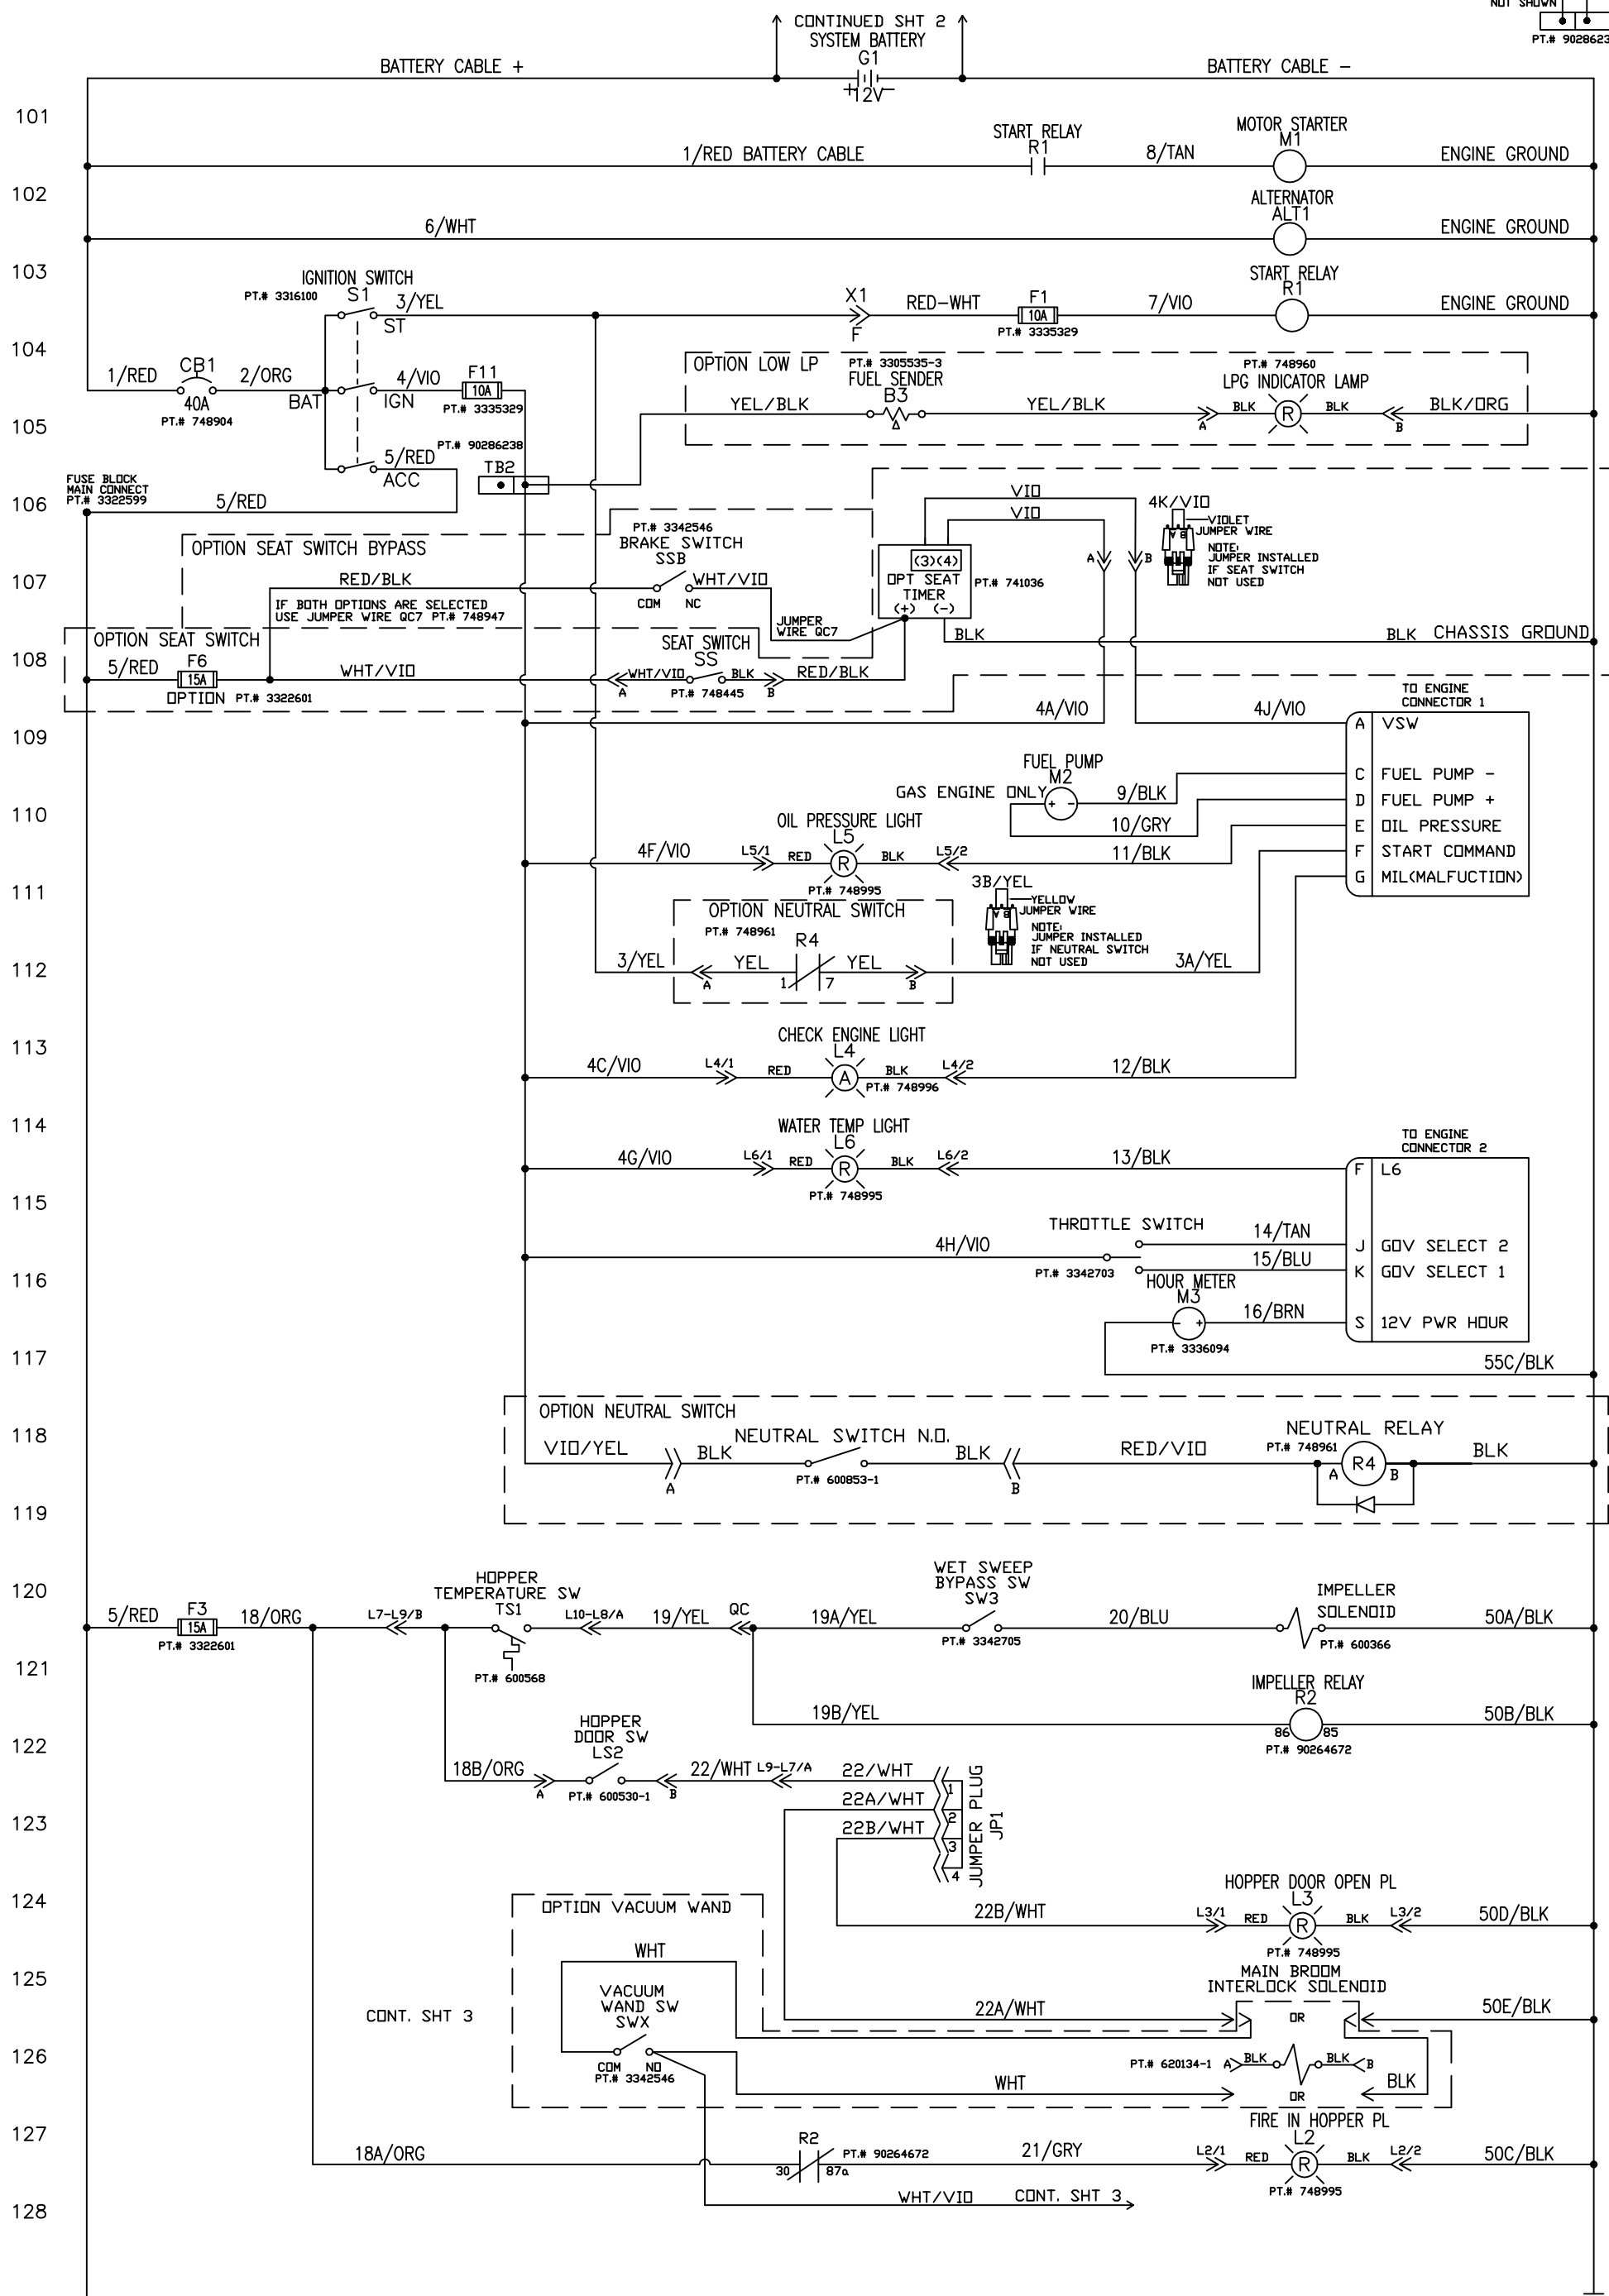 NOT SHOWN
PT.# 9028623
CONTINUED SHT 2
SYSTEM BATTERY
G1
+12V-
BATTERY CABLE +
BATTERY CABLE -
101
START RELAY
R1
MOTOR STARTER
M1
1/RED BATTERY CABLE
8/TAN
ENGINE GROUND
102
ALTERNATOR
ALT1
6/WHT
ENGINE GROUND
103
IGNITION SWITCH
PT.# 3316100
S1
3/YEL
ST
X1
F
RED-WHT
F1
10A
PT.# 3335329
7/VIO
START RELAY
R1
ENGINE GROUND
104
1/RED
CB1
40A
PT.# 748904
2/ORG
BAT
4/VIO
IGN
F11
10A
PT.# 3335329
OPTION LOW LP
PT.# 3305535-3
FUEL SENDER
B3
YEL/BLK
YEL/BLK
PT.# 748960
LPG INDICATOR LAMP
A
BLK
R
BLK
B
BLK/ORG
105
PT.# 90286238
5/RED
ACC
TB2
FUSE BLOCK
MAIN CONNECT
PT.# 3322599
106
5/RED
VIO
VIO
4K/VIO
VIOLET
JUMPER WIRE
B A
NOTE:
JUMPER INSTALLED
IF SEAT SWITCH
NOT USED
OPTION SEAT SWITCH BYPASS
PT.# 3342546
BRAKE SWITCH
SSB
A
B
107
RED/BLK
COM
NC
WHT/VIO
(3)(4)
OPT SEAT
TIMER
(+) (-)
PT.# 741036
IF BOTH OPTIONS ARE SELECTED
USE JUMPER WIRE QC7 PT.# 748947
JUMPER
WIRE QC7
BLK
BLK
CHASSIS GROUND
OPTION SEAT SWITCH
108
5/RED
F6
15A
OPTION
PT.# 3322601
WHT/VIO
SEAT SWITCH
SS
A
WHT/VIO
BLK
B
PT.# 748445
RED/BLK
4A/VIO
4J/VIO
TO ENGINE
CONNECTOR 1
A VSW
109
FUEL PUMP
M2
GAS ENGINE ONLY
+ -
9/BLK
C FUEL PUMP -
110
10/GRY
D FUEL PUMP +
OIL PRESSURE LIGHT
L5
4F/VIO
L5/1
RED
R
BLK
L5/2
11/BLK
PT.# 748995
E OIL PRESSURE
F START COMMAND
G MIL(MALFUCTION)
111
OPTION NEUTRAL SWITCH
PT.# 748961
3B/YEL
YELLOW
JUMPER WIRE
B A
NOTE:
JUMPER INSTALLED
IF NEUTRAL SWITCH
NOT USED
112
3/YEL
A
YEL
R4
1
7
YEL
B
3A/YEL
113
CHECK ENGINE LIGHT
L4
4C/VIO
L4/1
RED
A
BLK
L4/2
PT.# 748996
12/BLK
114
WATER TEMP LIGHT
L6
4G/VIO
L6/1
RED
R
BLK
L6/2
PT.# 748995
13/BLK
TO ENGINE
CONNECTOR 2
F L6
115
THROTTLE SWITCH
4H/VIO
PT.# 3342703
14/TAN
J GOV SELECT 2
15/BLU
K GOV SELECT 1
116
HOUR METER
M3
- +
PT.# 3336094
16/BRN
S 12V PWR HOUR
117
55C/BLK
OPTION NEUTRAL SWITCH
118
VIO/YEL
A
BLK
NEUTRAL SWITCH N.O.
PT.# 600853-1
BLK
B
RED/VIO
NEUTRAL RELAY
PT.# 748961
A
R4
B
BLK
119
120
5/RED
F3
15A
PT.# 3322601
18/ORG
L7-L9/B
HOPPER
TEMPERATURE SW
TS1
PT.# 600568
L10-L8/A
19/YEL
QC
19A/YEL
WET SWEEP
BYPASS SW
SW3
PT.# 3342705
20/BLU
IMPELLER
SOLENOID
PT.# 600366
50A/BLK
121
19B/YEL
IMPELLER RELAY
R2
86
85
PT.# 90264672
50B/BLK
122
18B/ORG
A
HOPPER
DOOR SW
LS2
PT.# 600530-1
B
22/WHT
L9-L7/A
22/WHT
1
22A/WHT
2
123
22B/WHT
3
4
JUMPER PLUG
JP1
124
OPTION VACUUM WAND
22B/WHT
HOPPER DOOR OPEN PL
L3
L3/1
RED
R
BLK
L3/2
PT.# 748995
50D/BLK
125
WHT
MAIN BROOM
INTERLOCK SOLENOID
CONT. SHT 3
VACUUM
WAND SW
SWX
22A/WHT
OR
50E/BLK
126
COM
NO
PT.# 3342546
PT.# 620134-1
A
BLK
BLK
B
WHT
BLK
OR
127
18A/ORG
R2
30
87a
PT.# 90264672
21/GRY
FIRE IN HOPPER PL
L2
L2/1
RED
R
BLK
L2/2
PT.# 748995
50C/BLK
128
WHT/VIO
CONT. SHT 3